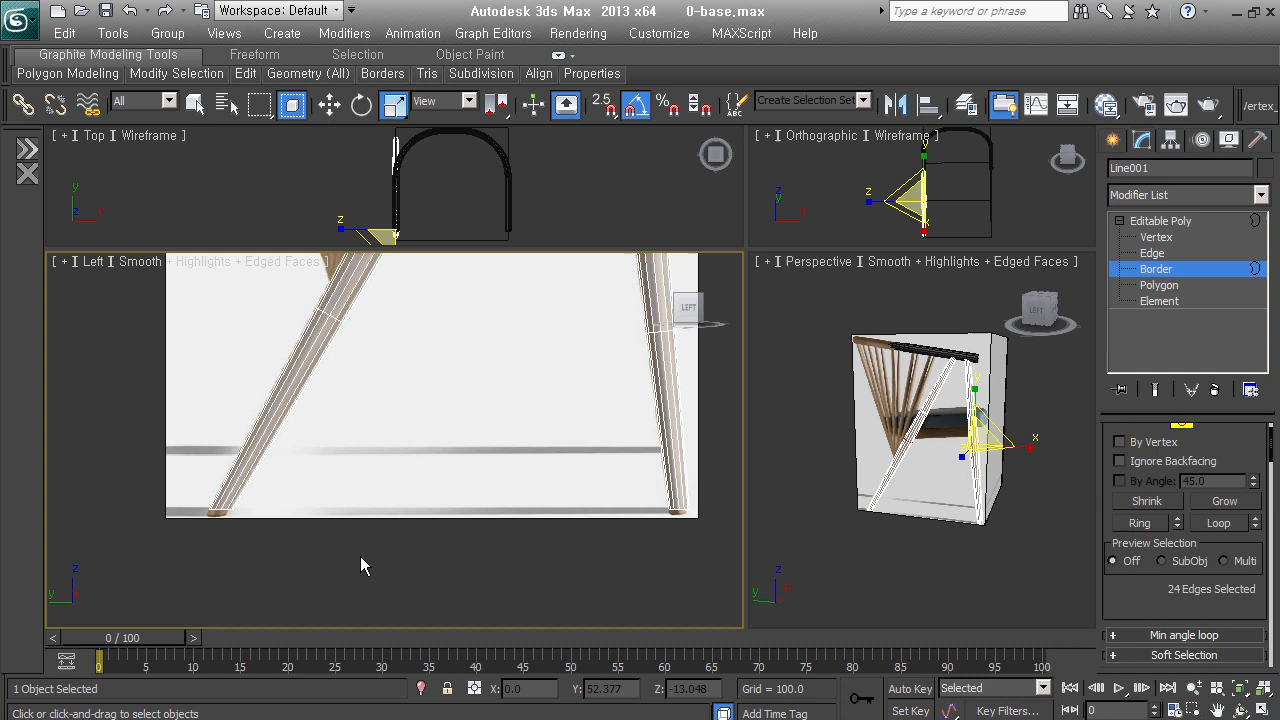 Workspace: Default
Autodesk 3ds Max 2013 x64 0-base.max
Type a keyword or phrase
Edit Tools Group Views Create Modifiers Animation Graph Editors Rendering Customize MAXScript Help
Graphite Modeling Tools Freeform Selection Object Paint
Polygon Modeling Modify Selection Edit Geometry (All) Borders Tris Subdivision Align Properties
All View 2.5 Create Selection Set /ertex
[ + ][ Top ][ Wireframe ]
[ + ][ Orthographic ][ Wireframe ]
Line001
Modifier List
Editable Poly
Vertex
Edge
Border
Polygon
Element
[ + ][ Left ][ Smooth + Highlights + Edged Faces ]
[ + ][ Perspective ][ Smooth + Highlights + Edged Faces ]
LEFT
LEFT
By Vertex
Ignore Backfacing
By Angle: 45.0
Shrink Grow
Ring Loop
Preview Selection
Off SubObj Multi
24 Edges Selected
Min angle loop
Soft Selection
< 0 / 100 >
0 5 10 15 20 25 30 35 40 45 50 55 60 65 70 75 80 85 90 95 100
1 Object Selected X: 0.0 Y: 52.377 Z: -13.048 Grid = 100.0 Auto Key Selected
Click or click-and-drag to select objects Add Time Tag Set Key Key Filters... 0